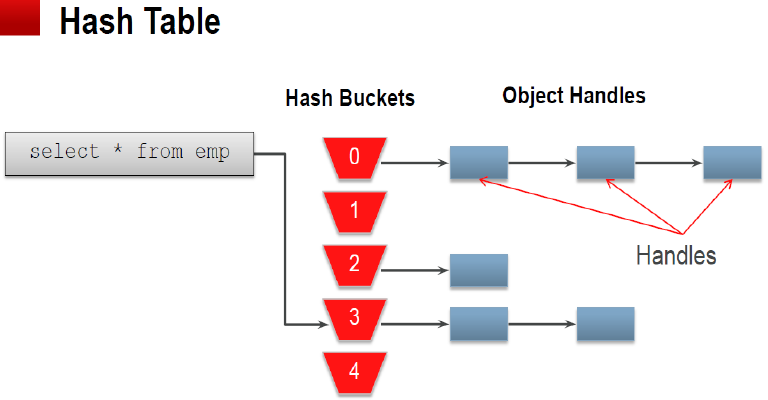 Hash Table
Hash Buckets
Object Handles
select * from emp
0
1
2
Handles
3
4